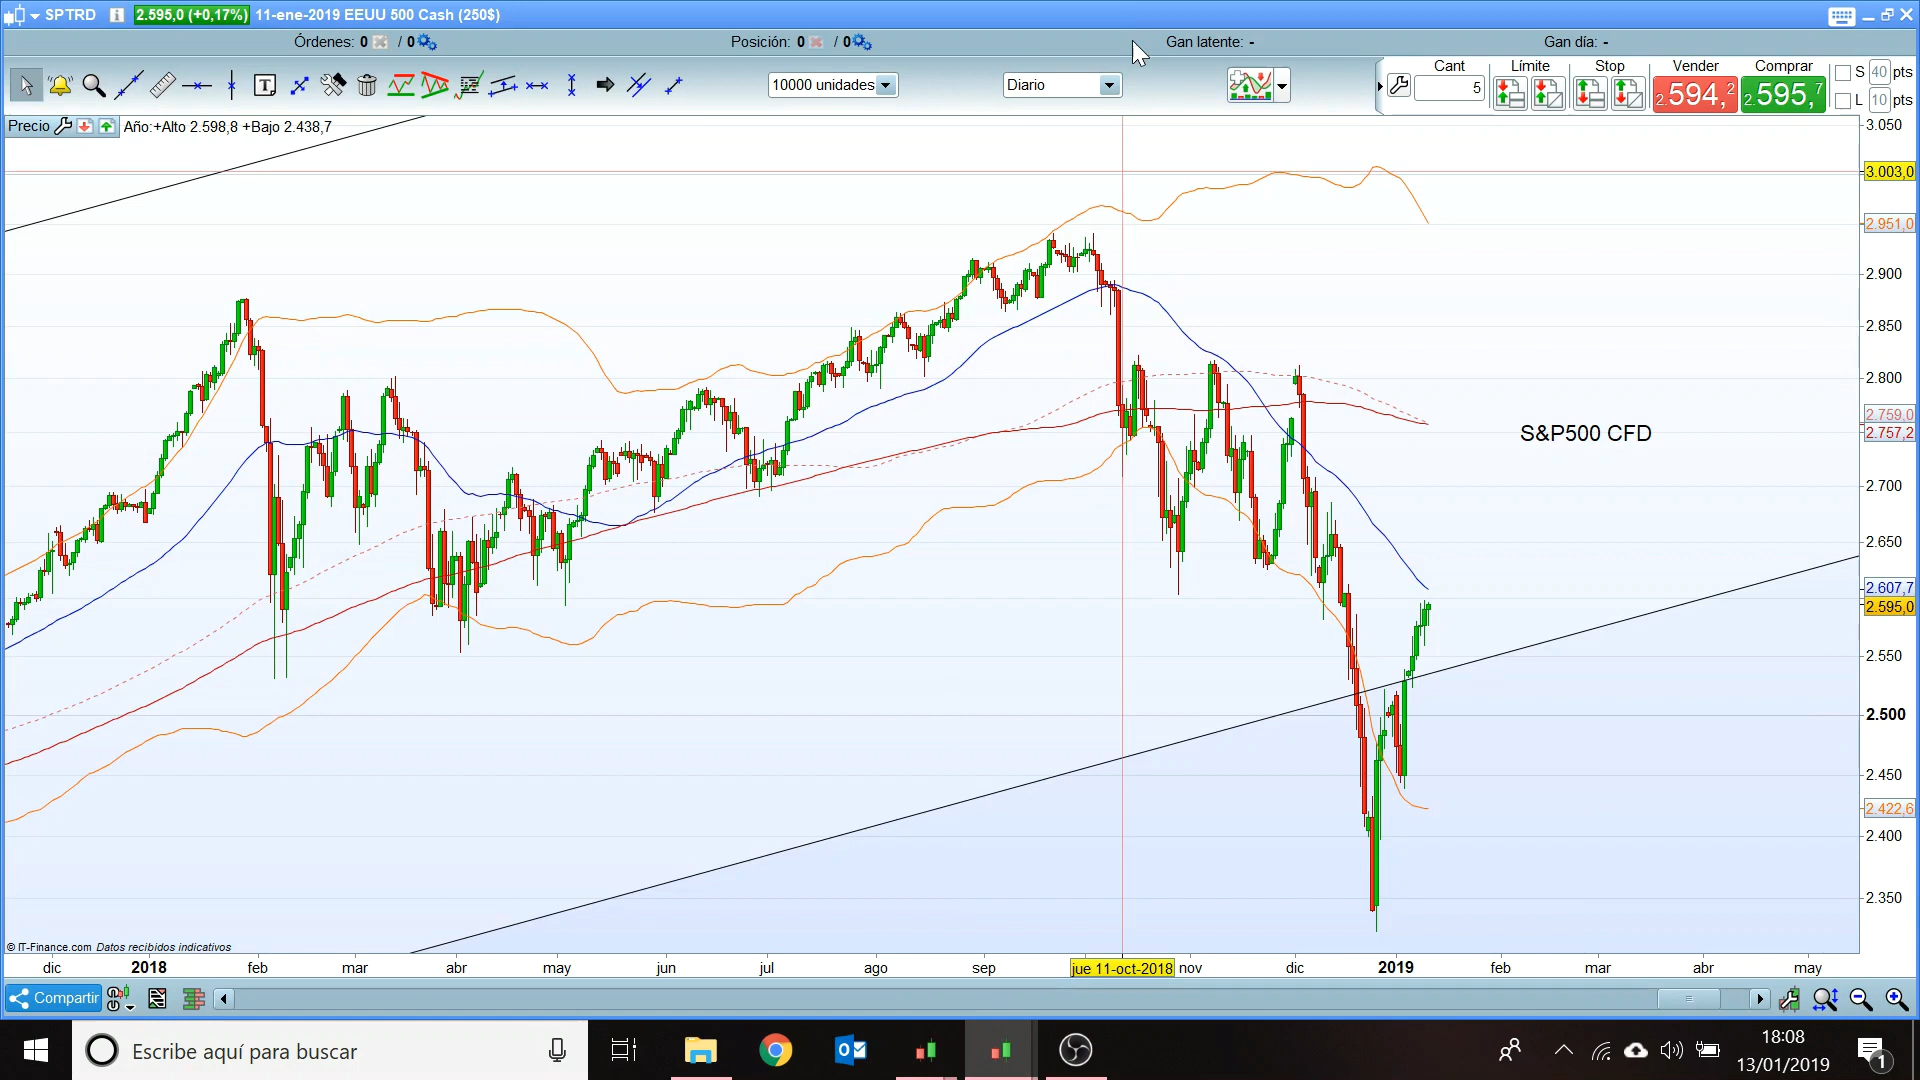 SPTRD 2.595,0 (+0,17%) 11-ene-2019 EEUU 500 Cash (250$)
Órdenes: 0 / 0 Posición: 0 / 0 Gan latente: - Gan día: -
10000 unidades Diario
Cant Límite Stop Vender Comprar
5 2.594,2 2.595,7
S 40 pts
L 10 pts
Precio Año:+Alto 2.598,8 +Bajo 2.438,7
3.050
3.003,0
2.951,0
2.900
2.850
2.800
2.759,0
2.757,2
S&P500 CFD
2.700
2.650
2.607,7
2.595,0
2.550
2.500
2.450
2.422,6
2.400
2.350
© IT-Finance.com Datos recibidos indicativos
dic 2018 feb mar abr may jun jul ago sep jue 11-oct-2018 nov dic 2019 feb mar abr may
Compartir
Escribe aquí para buscar
18:08
13/01/2019
1